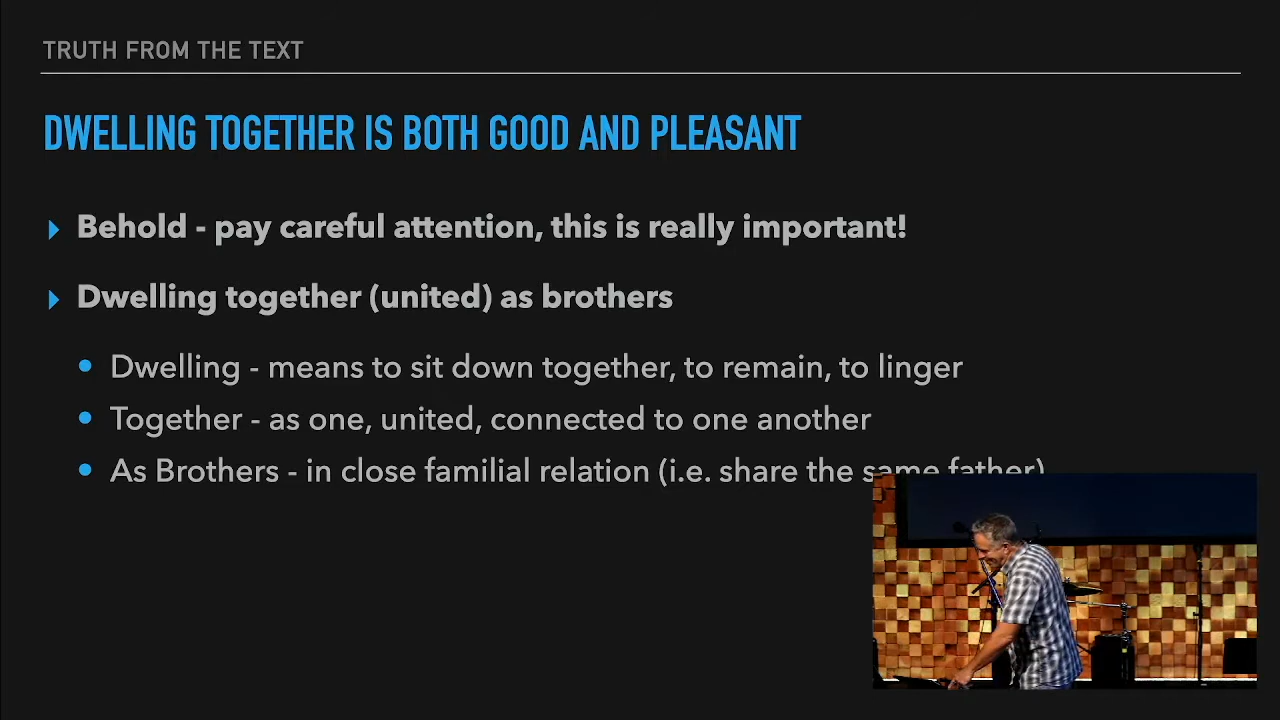 TRUTH FROM THE TEXT
DWELLING TOGETHER IS BOTH GOOD AND PLEASANT
Behold - pay careful attention, this is really important!
Dwelling together (united) as brothers
Dwelling - means to sit down together, to remain, to linger
Together - as one, united, connected to one another
As Brothers - in close familial relation (i.e. share the same father)